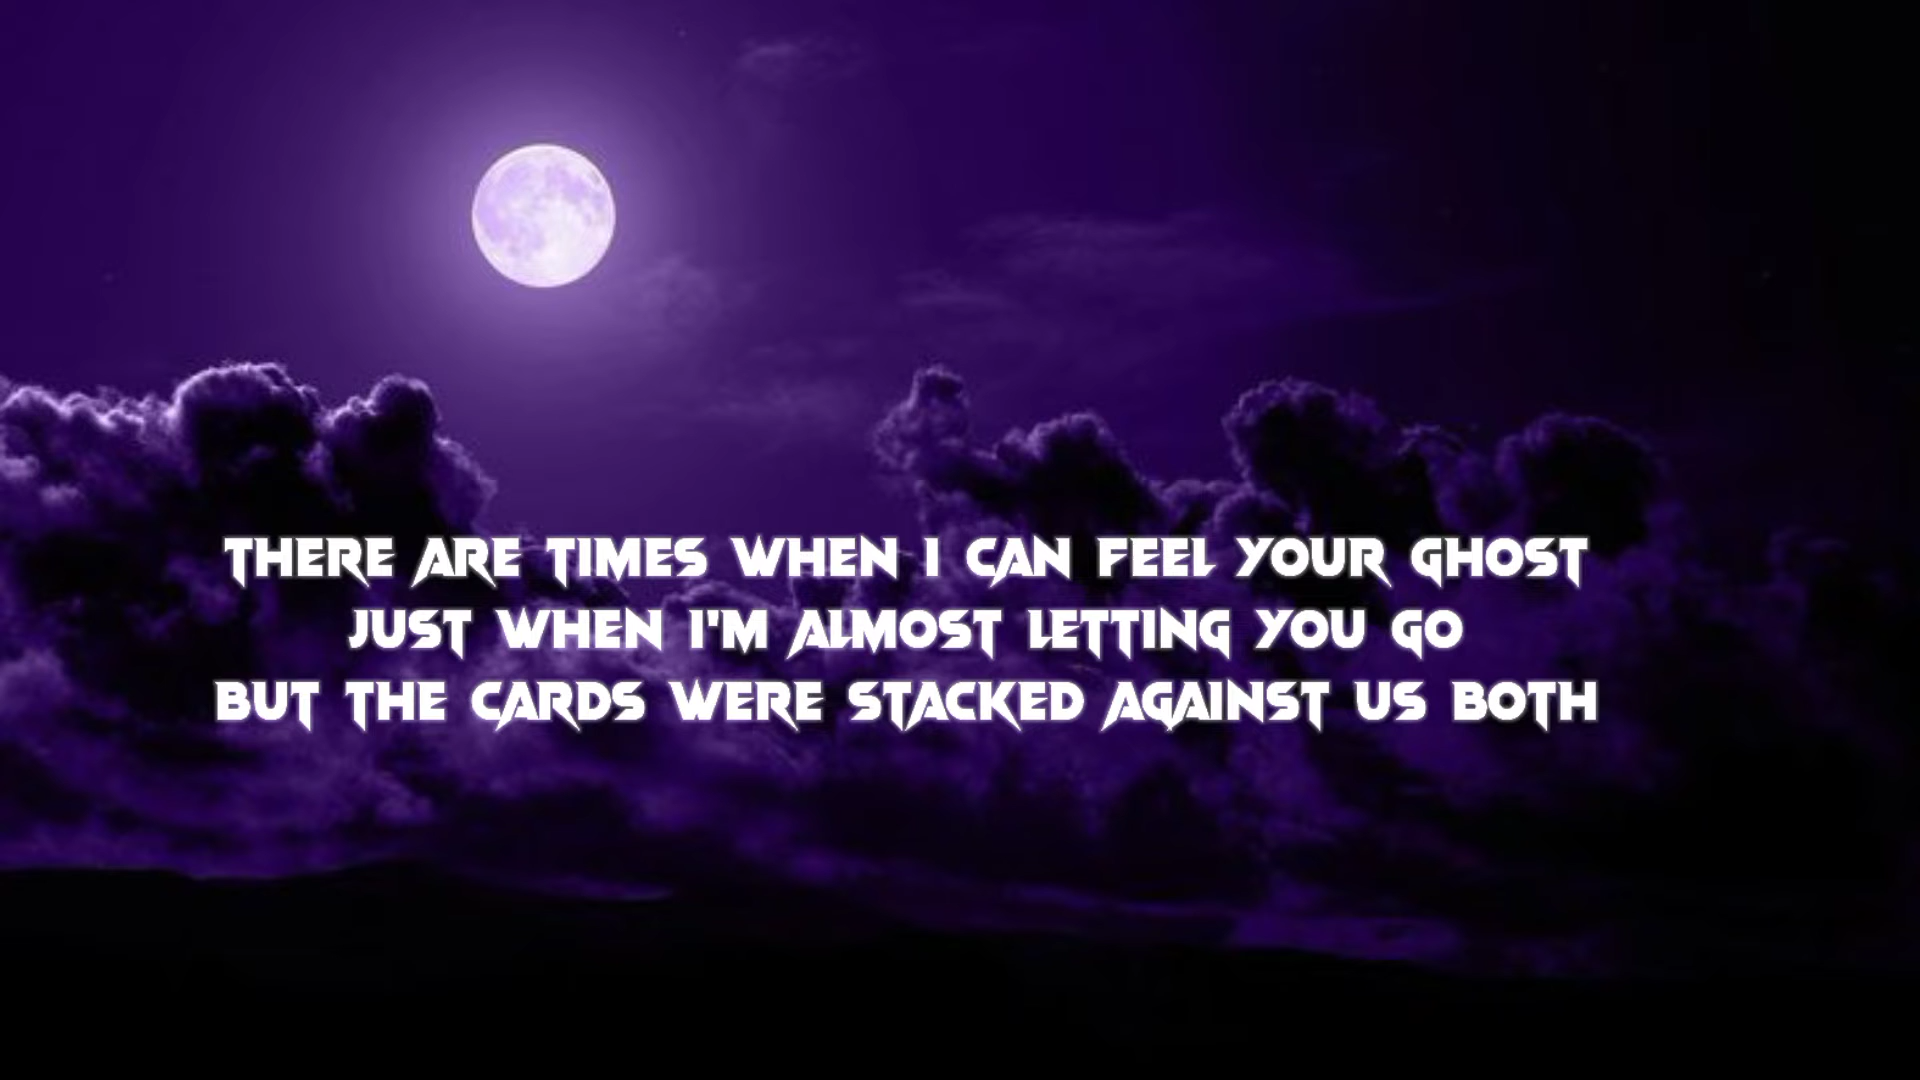 THERE ARE TIMES WHEN I CAN FEEL YOUR GHOST
JUST WHEN I'M ALMOST LETTING YOU GO
BUT THE CARDS WERE STACKED AGAINST US BOTH